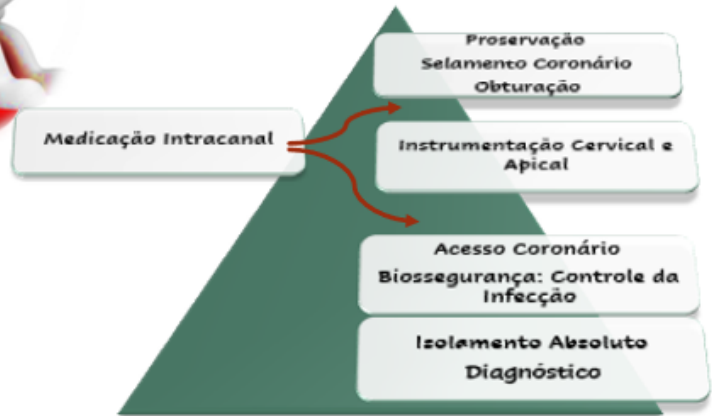 Proservação
Selamento Coronário
Obturação
Medicação Intracanal
Instrumentação Cervical e
Apical
Acesso Coronário
Biossegurança: Controle da
Infecção
Isolamento Absoluto
Diagnóstico